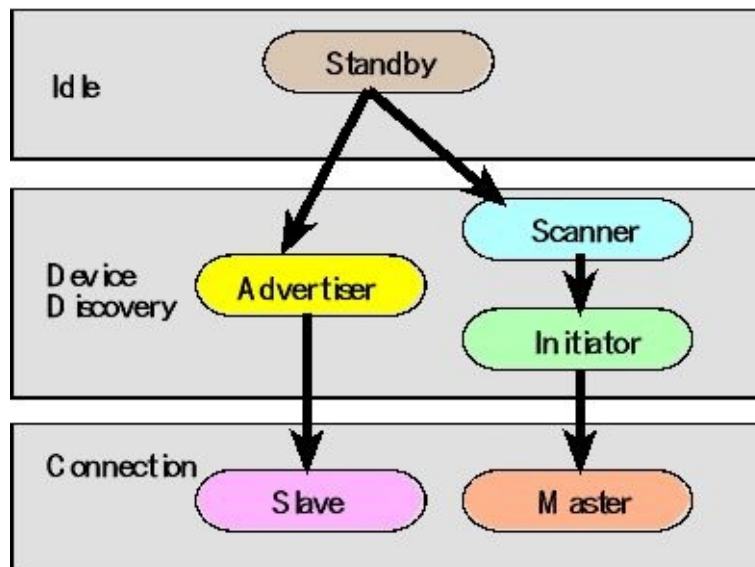 Standby
Idle
Scanner
Device
Discovery
Advertiser
Initiator
Connection
Slave
Master